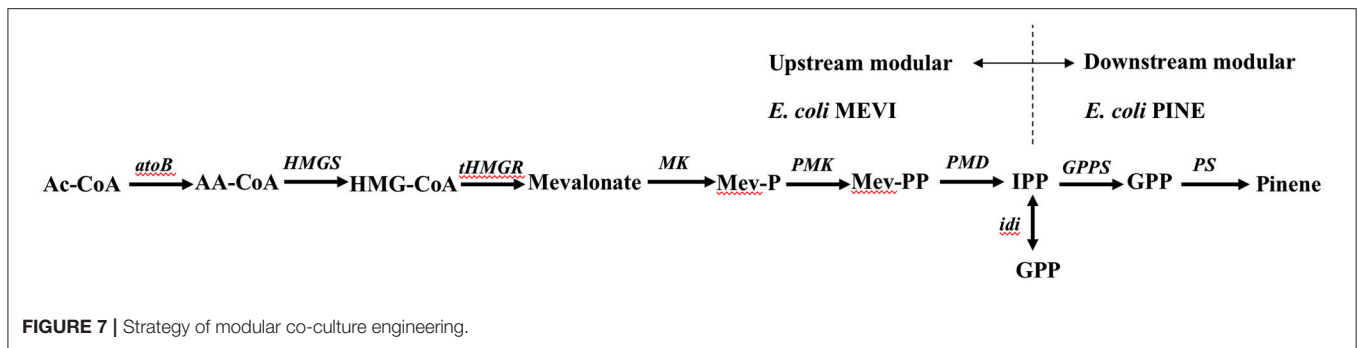 Upstream modular Downstream modular
E. coli MEVI E. coli PINE
atoB HMGS tHMGR MK PMK PMD GPPS PS
Ac-CoA AA-CoA HMG-CoA Mevalonate Mev-P Mev-PP IPP GPP Pinene
idi
GPP
FIGURE 7 | Strategy of modular co-culture engineering.